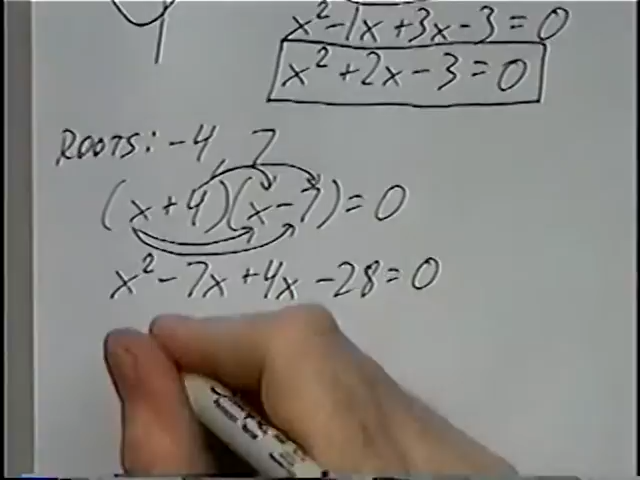 x²-1x+3x-3=0
x²+2x-3=0
ROOTS: -4, 7
(x+4)(x-7)=0
x²-7x+4x-28=0